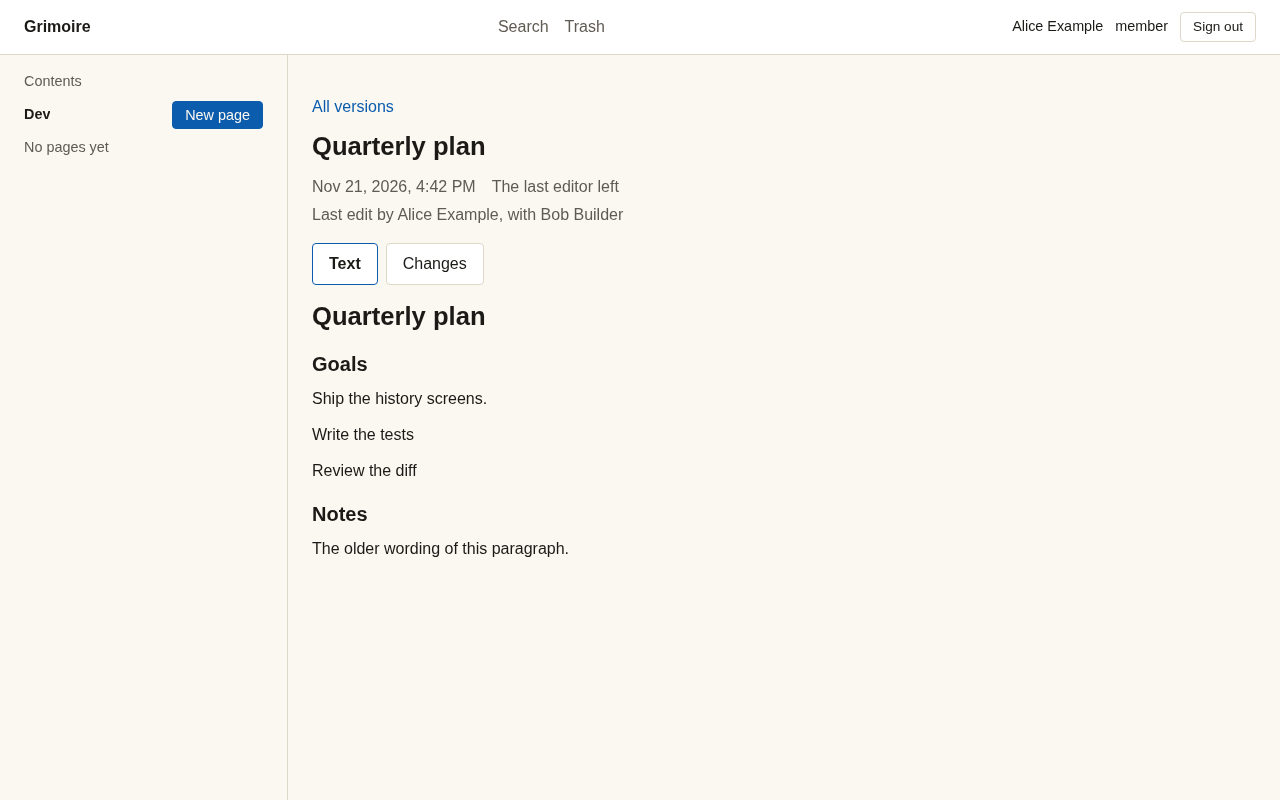 Grimoire
Search Trash
Alice Example member Sign out
Contents
Dev New page
No pages yet
All versions
Quarterly plan
Nov 21, 2026, 4:42 PM The last editor left
Last edit by Alice Example, with Bob Builder
Text Changes
Quarterly plan
Goals
Ship the history screens.
Write the tests
Review the diff
Notes
The older wording of this paragraph.